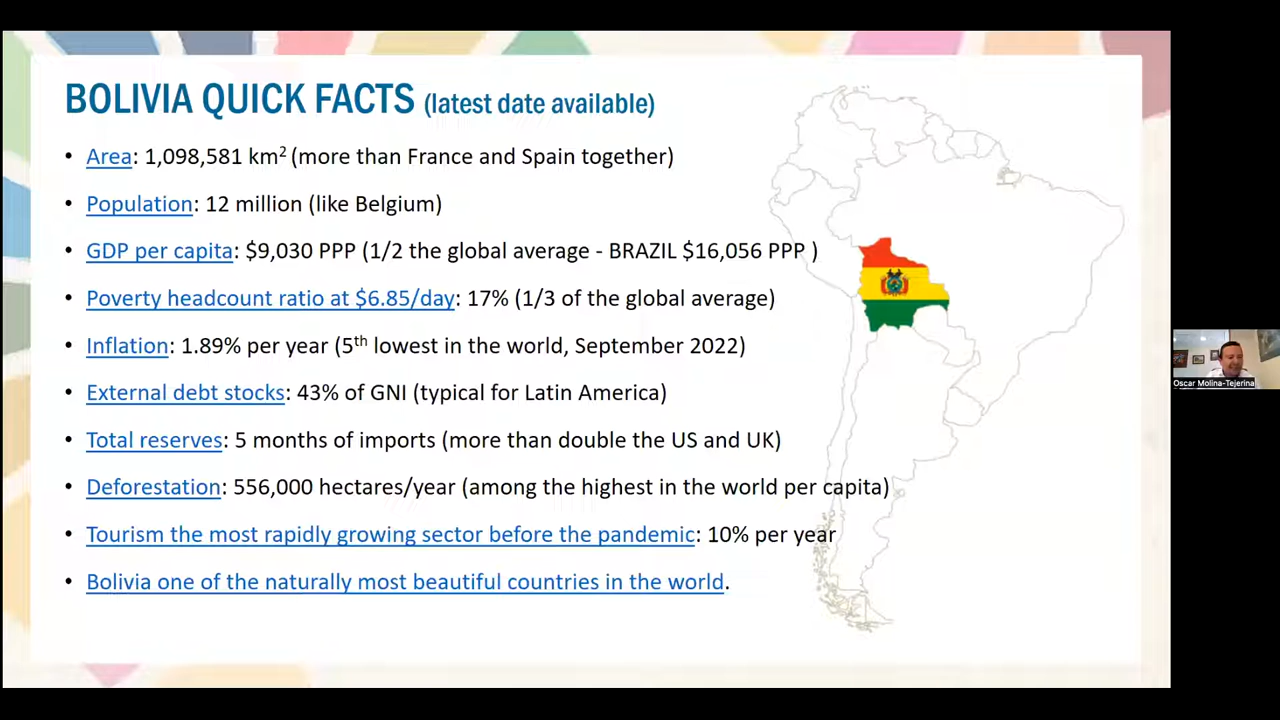 BOLIVIA QUICK FACTS (latest date available)
• Area: 1,098,581 km² (more than France and Spain together)
• Population: 12 million (like Belgium)
• GDP per capita: $9,030 PPP (1/2 the global average - BRAZIL $16,056 PPP )
• Poverty headcount ratio at $6.85/day: 17% (1/3 of the global average)
• Inflation: 1.89% per year (5th lowest in the world, September 2022)
• External debt stocks: 43% of GNI (typical for Latin America)
• Total reserves: 5 months of imports (more than double the US and UK)
• Deforestation: 556,000 hectares/year (among the highest in the world per capita)
• Tourism the most rapidly growing sector before the pandemic: 10% per year
• Bolivia one of the naturally most beautiful countries in the world.
Oscar Molina-Tejerina